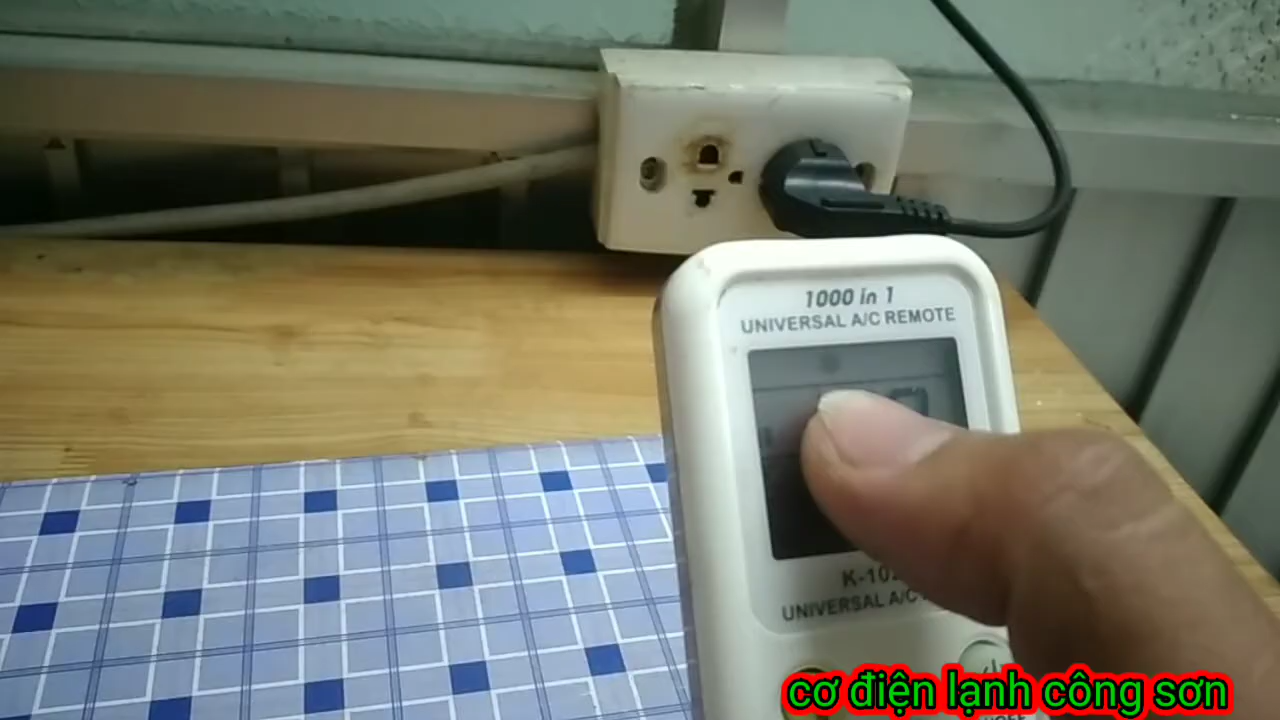 1000 in 1
UNIVERSAL A/C REMOTE
UNIVERSAL A/C
cơ điện lạnh công sơn